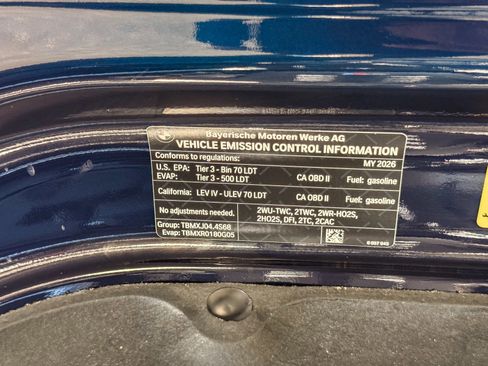 Bayerische Motoren Werke AG
VEHICLE EMISSION CONTROL INFORMATION
Conforms to regulations: MY 2026
U.S. EPA: Tier 3 - Bin 70 LDT CA OBD II Fuel: gasoline
EVAP: Tier 3 - 500 LDT
California: LEV IV - ULEV 70 LDT CA OBD II Fuel: gasoline
No adjustments needed. 2WU-TWC, 2TWC, 2WR-HO2S,
2HO2S, DFI, 2TC, 2CAC
Group: TBMXJ04.4S68
Evap: TBMXR0180G05